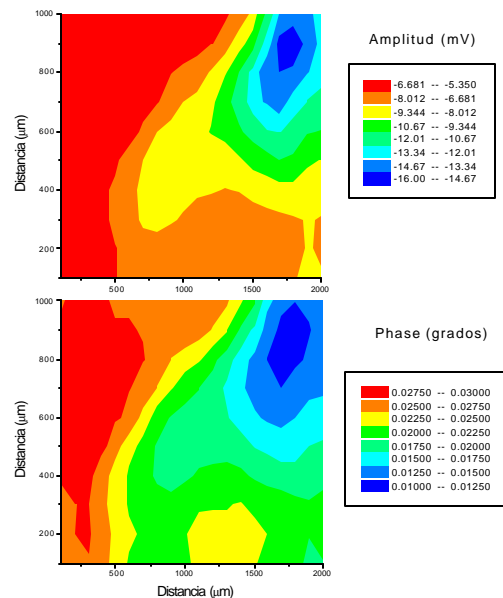 1000
800
600
400
200
500
1000
1500
2000
Distancia (µm)
Amplitud (mV)
-6.681 -- -5.350
-8.012 -- -6.681
-9.344 -- -8.012
-10.67 -- -9.344
-12.01 -- -10.67
-13.34 -- -12.01
-14.67 -- -13.34
-16.00 -- -14.67
1000
800
600
400
200
500
1000
1500
2000
Distancia (µm)
Distancia (µm)
Phase (grados)
0.02750 -- 0.03000
0.02500 -- 0.02750
0.02250 -- 0.02500
0.02000 -- 0.02250
0.01750 -- 0.02000
0.01500 -- 0.01750
0.01250 -- 0.01500
0.01000 -- 0.01250